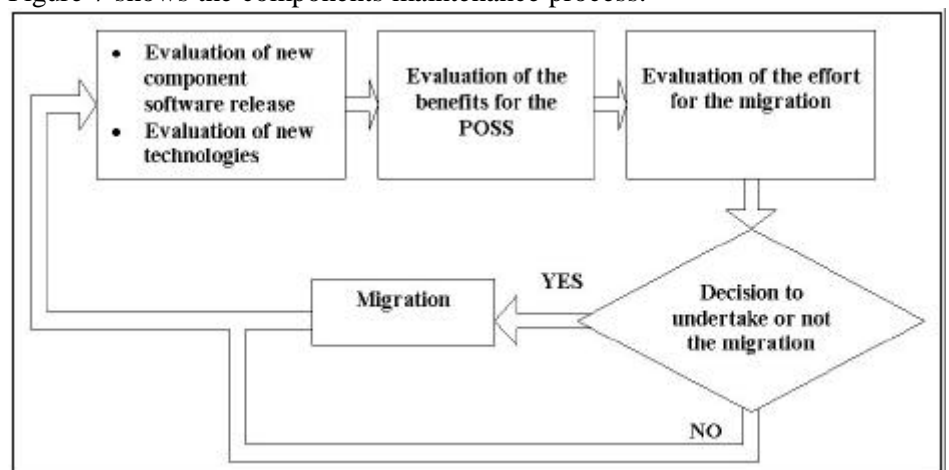 Figure 7 shows the components maintenance process.
• Evaluation of new
component
software release
• Evaluation of new
technologies
Evaluation of the
benefits for the
POSS
Evaluation of the effort
for the migration
Decision to
undertake or not
the migration
YES
Migration
NO